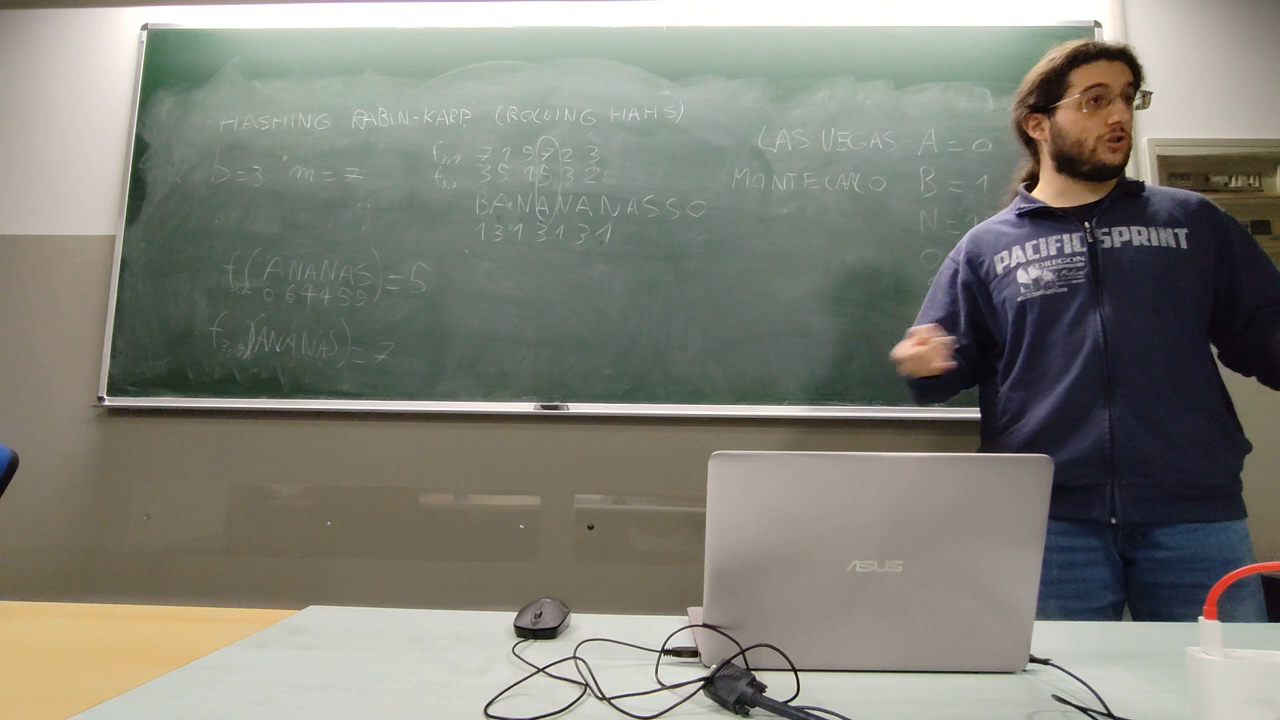 HASHING RABIN-KARP (ROLLING HAHS)
b=3 m=7
7 1 5 7 2 3
3 5 1 5 3 2
BANANANASSO
1 3 1 3 1 3 1
f(ANANAS)=5
(ANANAS)=7
LAS VEGAS A=0
MONTECARLO B=1
N=
PACIFIC SPRINT
OREGON
ASUS